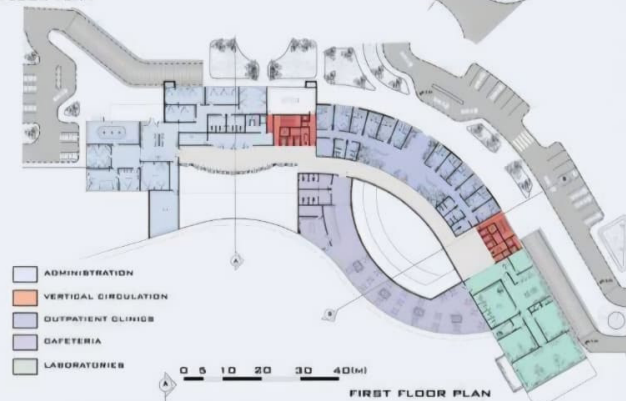 ADMINISTRATION
VERTICAL CIRCULATION
OUTPATIENT CLINICS
CAFETERIA
LABORATORIES
A
B
A
0 5 10 20 30 40(M)
FIRST FLOOR PLAN